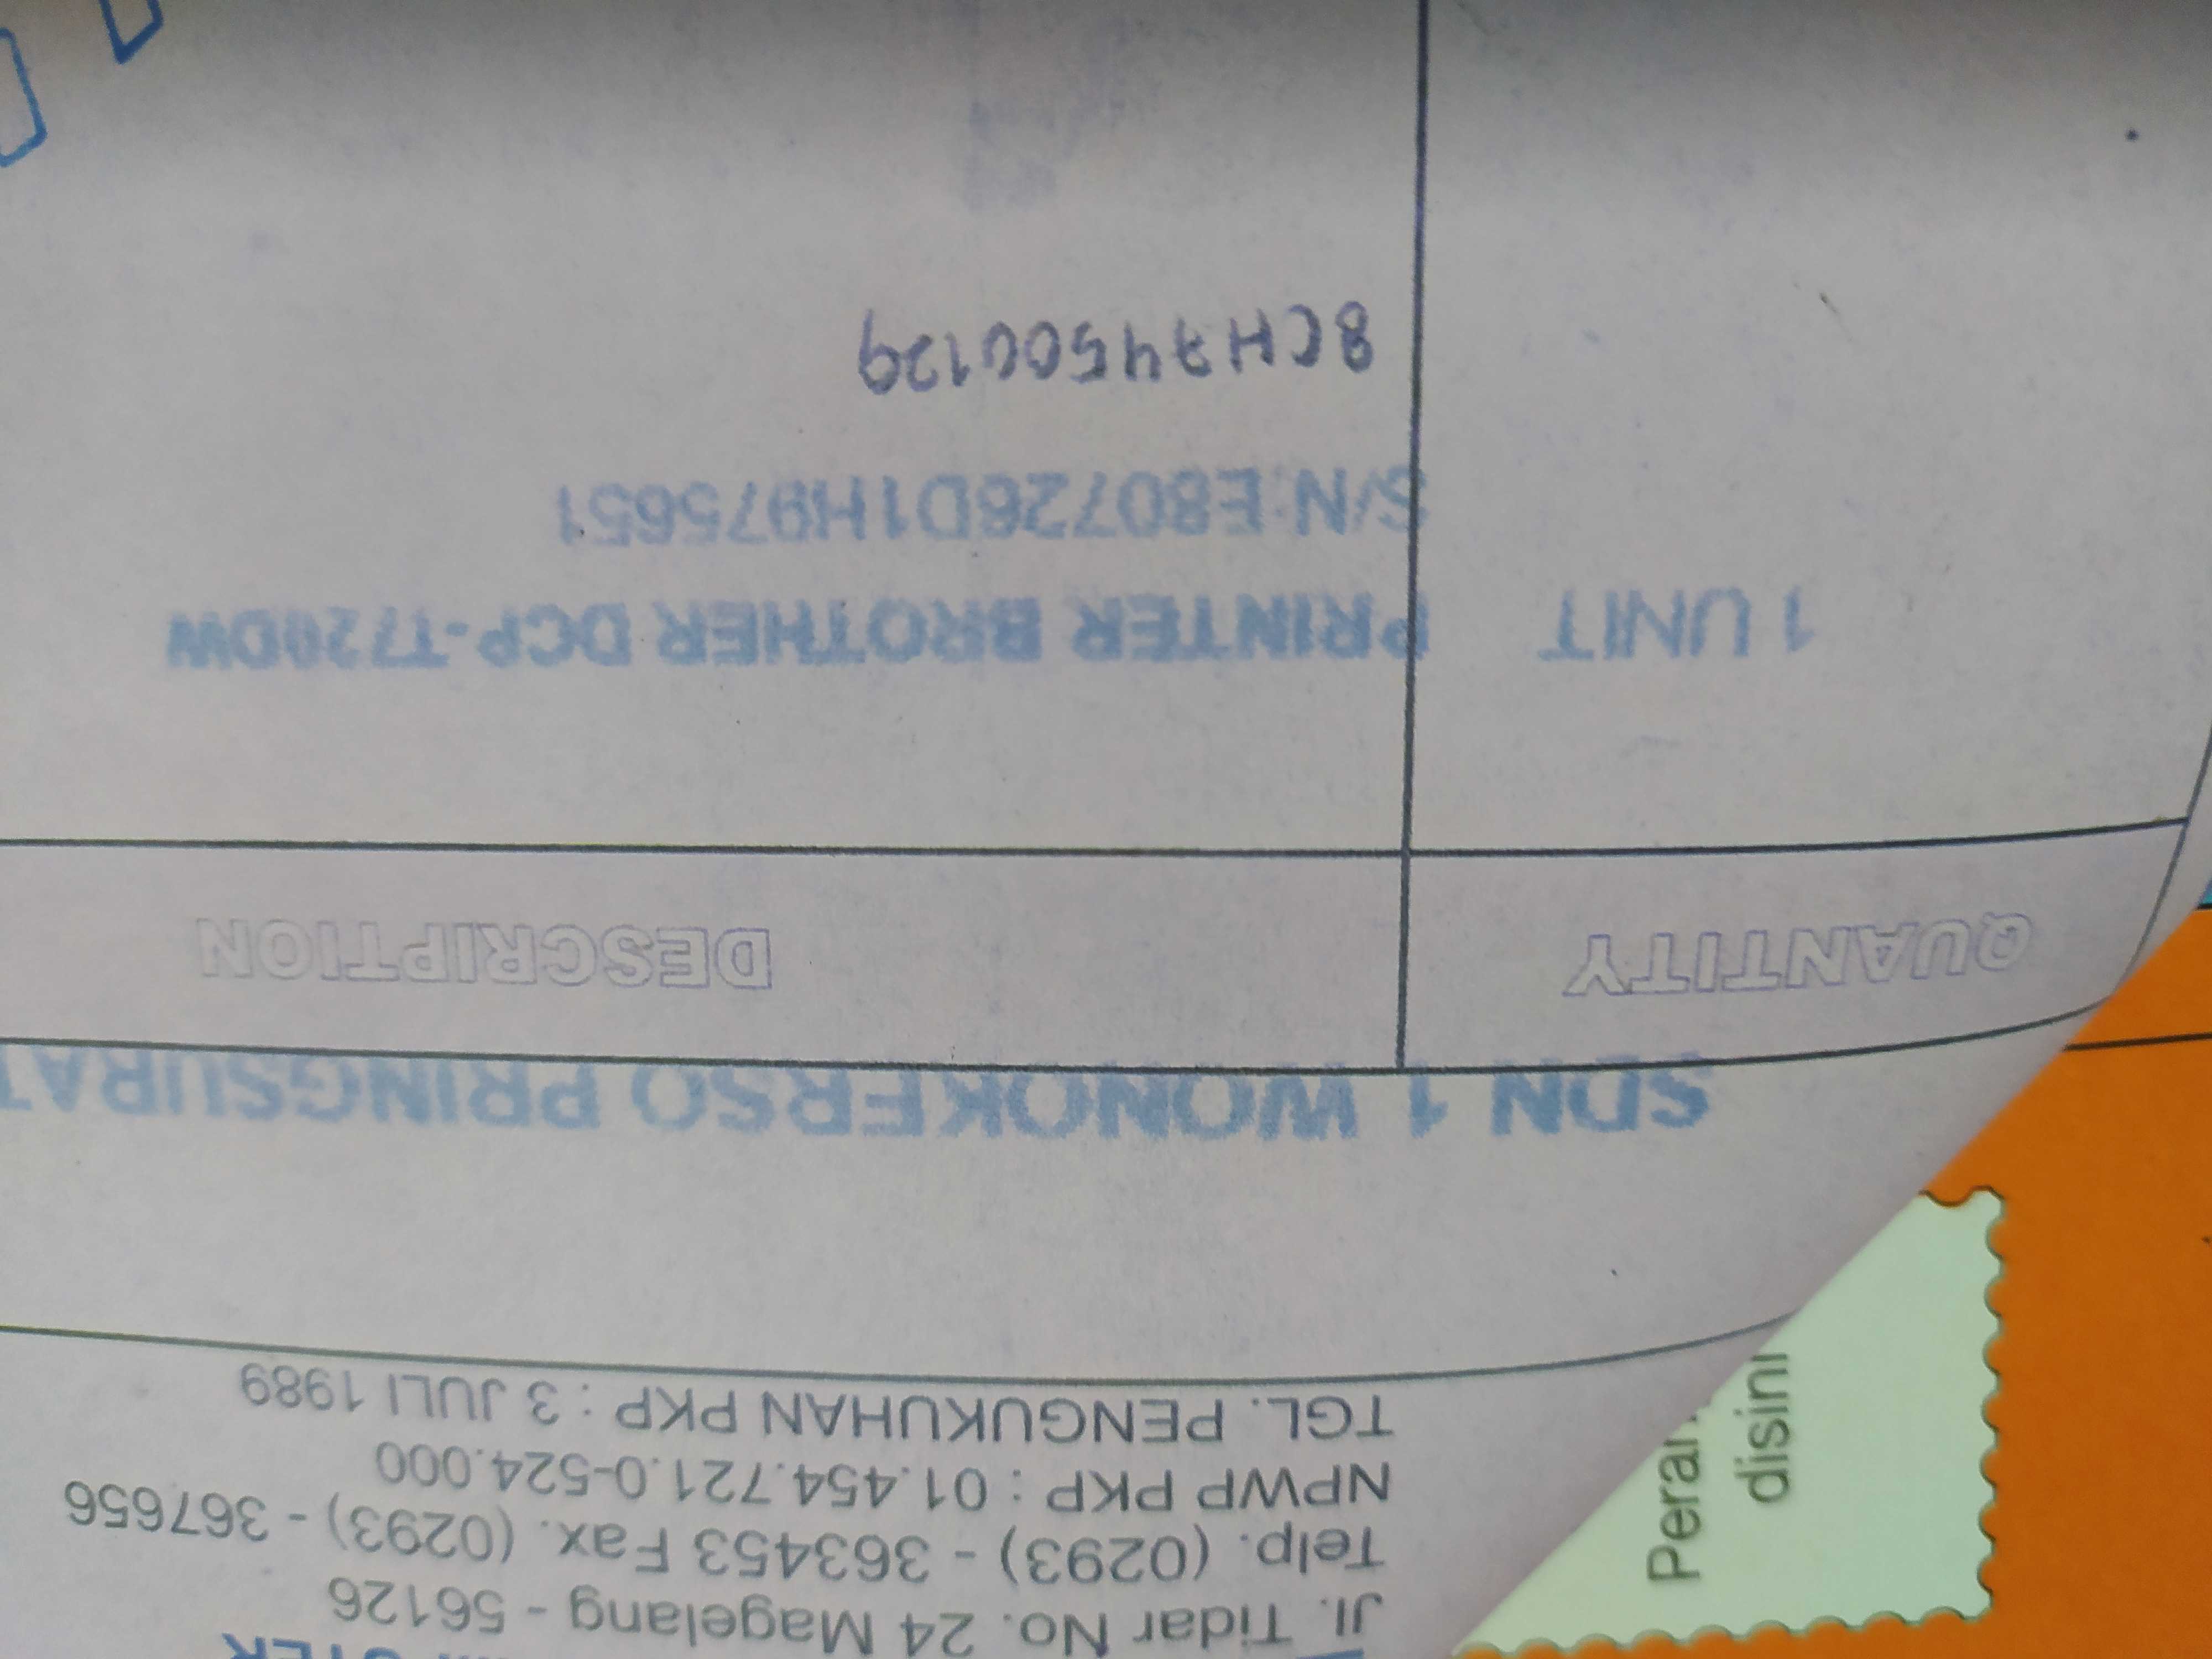 Jl. Tidar No. 24 Magelang - 56126
Telp. (0293) - 363453 Fax. (0293) - 367656
NPWP PKP : 01.454.721.0-524.000
TGL. PENGUKUHAN PKP : 3 JULI 1989
SDN 1 WONOKERSO PRINGSURAT
QUANTITY DESCRIPTION
1 UNIT PRINTER BROTHER DCP-T720DW
S/N:E80726D1H975651
8CH74500129
disini